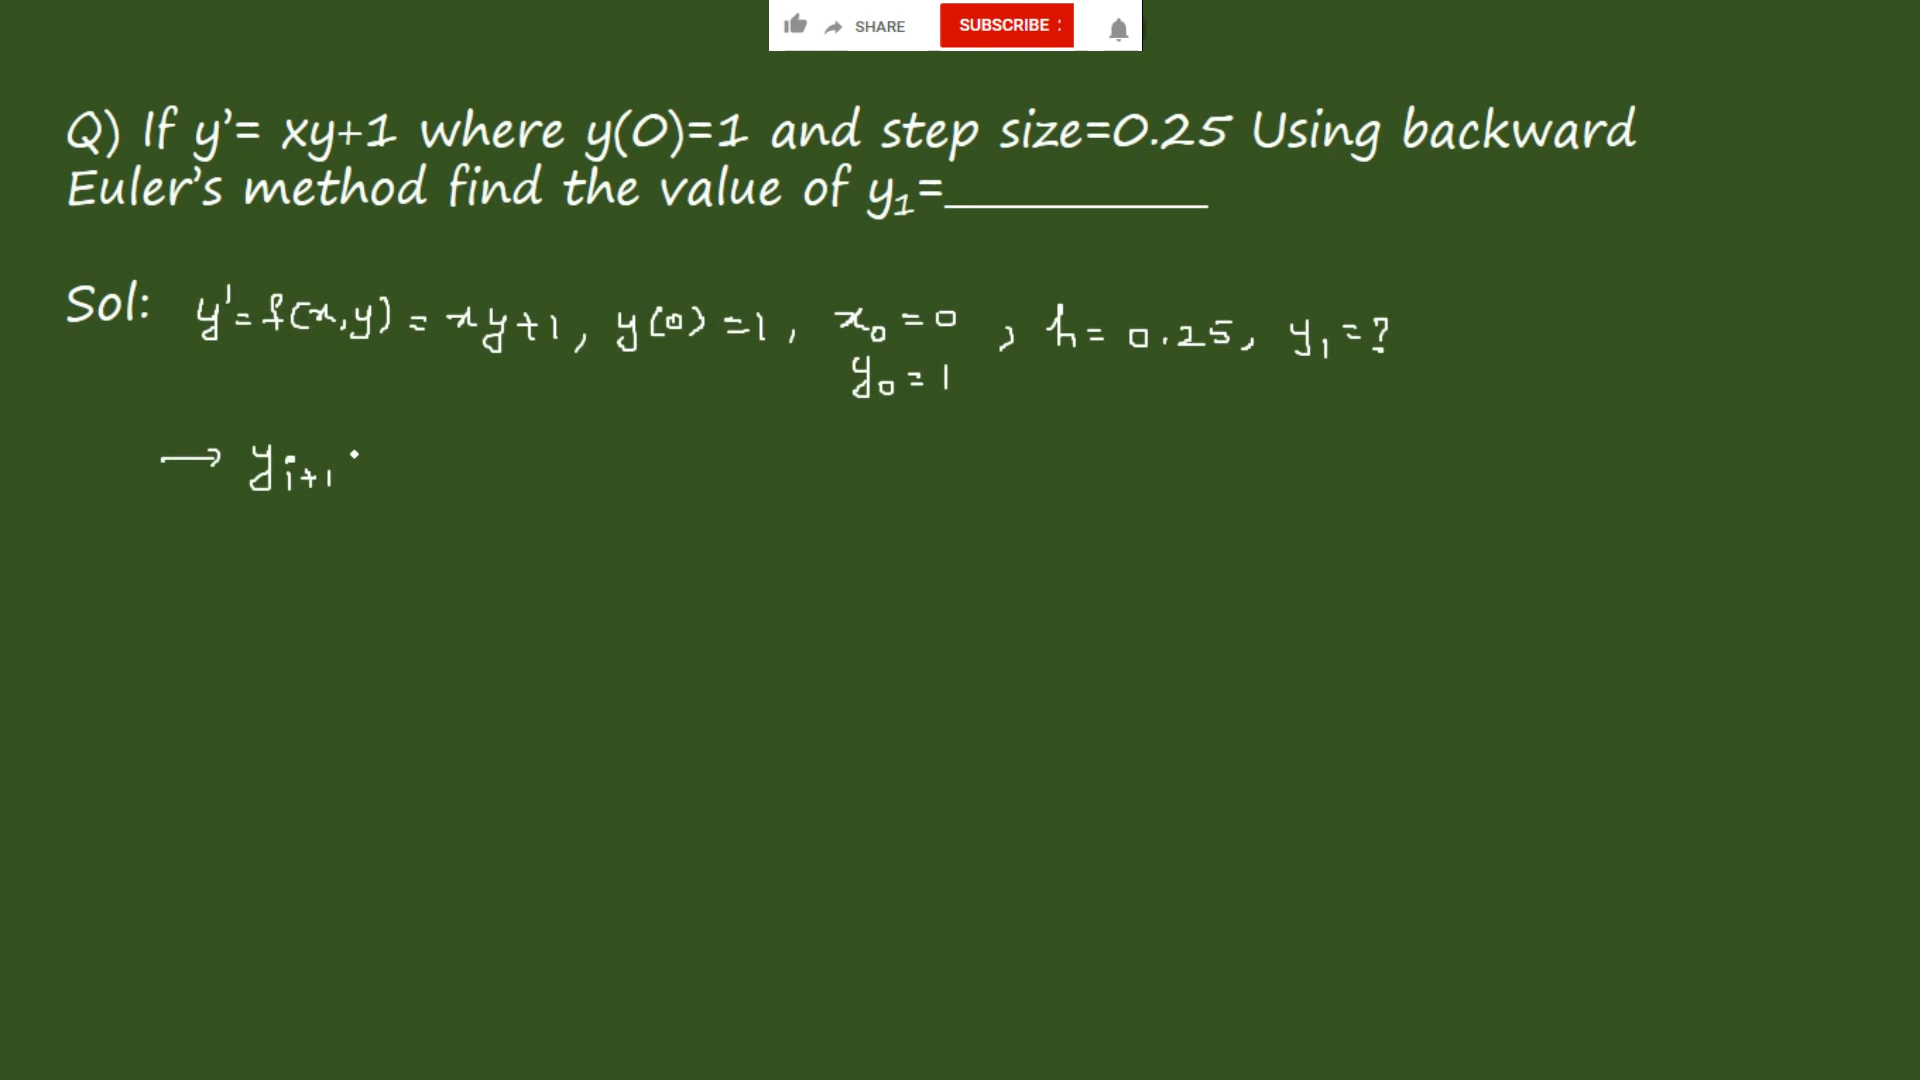 SHARE SUBSCRIBE :
Q) If y'= xy+1 where y(0)=1 and step size=0.25 Using backward
Euler's method find the value of y₁=__________
Sol: y' = f(x,y) = xy+1, y(0)=1, x₀=0 , h=0.25, y₁=?
y₀=1
→ yᵢ₊₁